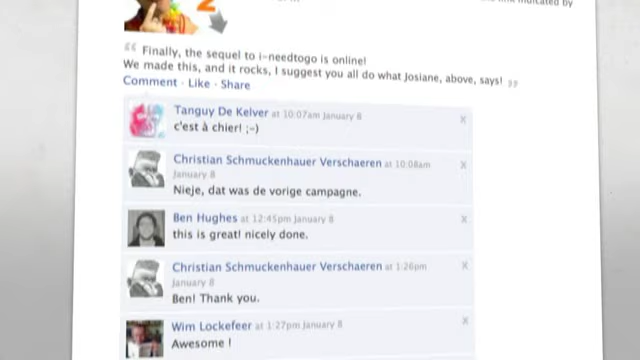 indicated by
2
“ Finally, the sequel to i-needtogo is online!
We made this, and it rocks, I suggest you all do what Josiane, above, says! ”
Comment · Like · Share
Tanguy De Kelver at 10:07am January 8 x
c'est à chier! ;-)
Christian Schmuckenhauer Verschaeren at 10:08am x
January 8
Nieje, dat was de vorige campagne.
Ben Hughes at 12:45pm January 8 x
this is great! nicely done.
Christian Schmuckenhauer Verschaeren at 1:26pm x
January 8
Ben! Thank you.
Wim Lockefeer at 1:27pm January 8 x
Awesome !